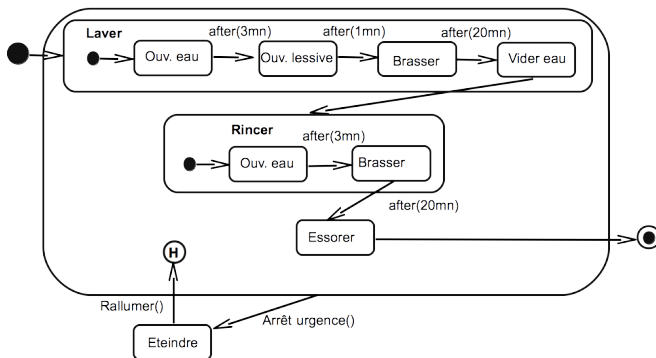 Laver
after(3mn)
after(1mn)
after(20mn)
Ouv. eau
Ouv. lessive
Brasser
Vider eau
Rincer
after(3mn)
Ouv. eau
Brasser
after(20mn)
Essorer
H
Rallumer()
Arrêt urgence()
Eteindre